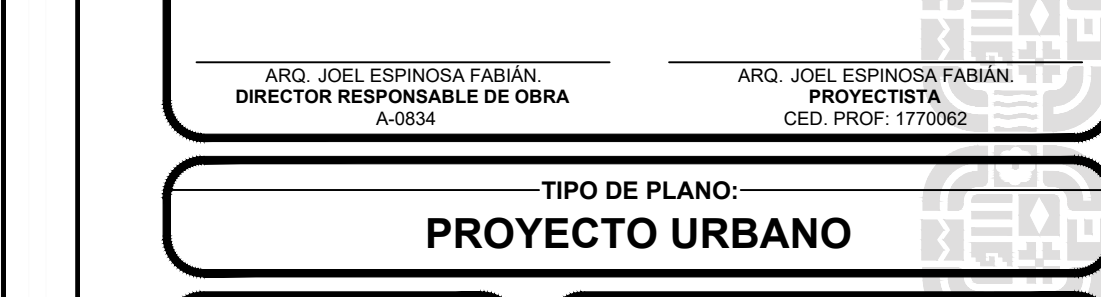 ARQ. JOEL ESPINOSA FABIÁN.
DIRECTOR RESPONSABLE DE OBRA
A-0834
ARQ. JOEL ESPINOSA FABIÁN.
PROYECTISTA
CED. PROF: 1770062
TIPO DE PLANO:
PROYECTO URBANO